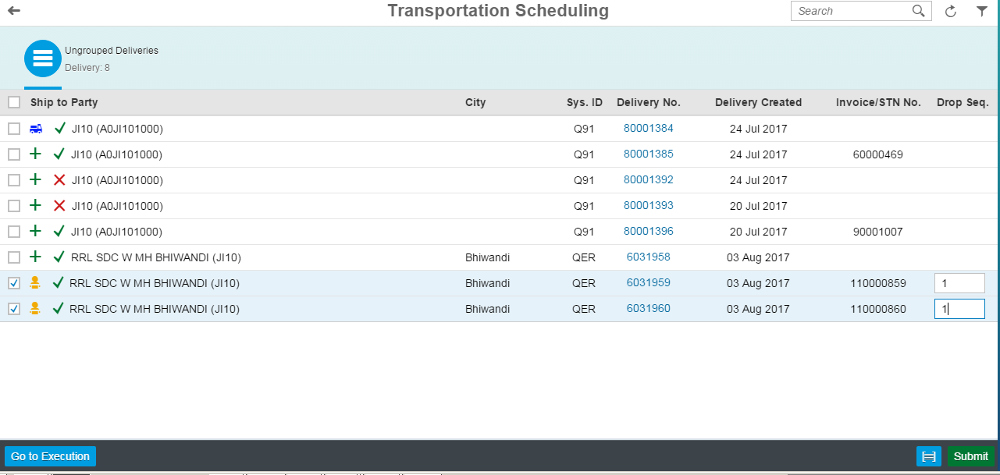 Transportation Scheduling
Search
Ungrouped Deliveries
Delivery: 8
Ship to Party City Sys. ID Delivery No. Delivery Created Invoice/STN No. Drop Seq.
JI10 (A0JI101000) Q91 80001384 24 Jul 2017
JI10 (A0JI101000) Q91 80001385 24 Jul 2017 60000469
JI10 (A0JI101000) Q91 80001392 24 Jul 2017
JI10 (A0JI101000) Q91 80001393 20 Jul 2017
JI10 (A0JI101000) Q91 80001396 20 Jul 2017 90001007
RRL SDC W MH BHIWANDI (JI10) Bhiwandi QER 6031958 03 Aug 2017
RRL SDC W MH BHIWANDI (JI10) Bhiwandi QER 6031959 03 Aug 2017 110000859 1
RRL SDC W MH BHIWANDI (JI10) Bhiwandi QER 6031960 03 Aug 2017 110000860 1
Go to Execution Submit